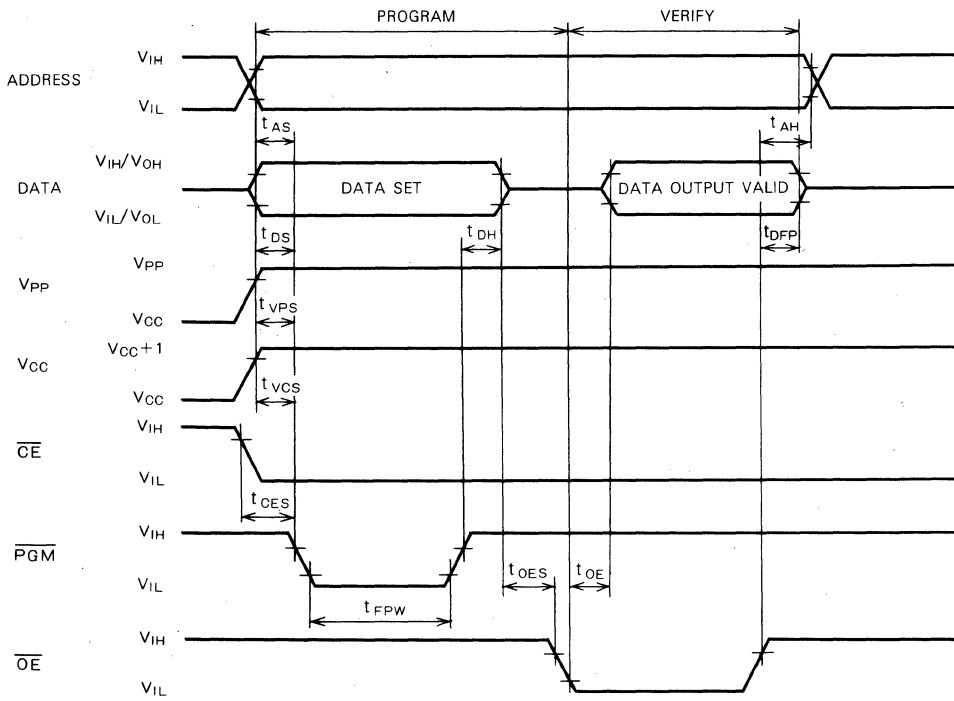 PROGRAM VERIFY
ADDRESS
VIH
VIL
tAS
tAH
DATA
VIH/VOH
DATA SET
DATA OUTPUT VALID
VIL/VOL
tDS
tDH
tDFP
VPP
VPP
tVPS
VCC
VCC
VCC+1
tVCS
VCC
CE
VIH
VIL
tCES
PGM
VIH
VIL
tFPW
tOES
tOE
OE
VIH
VIL